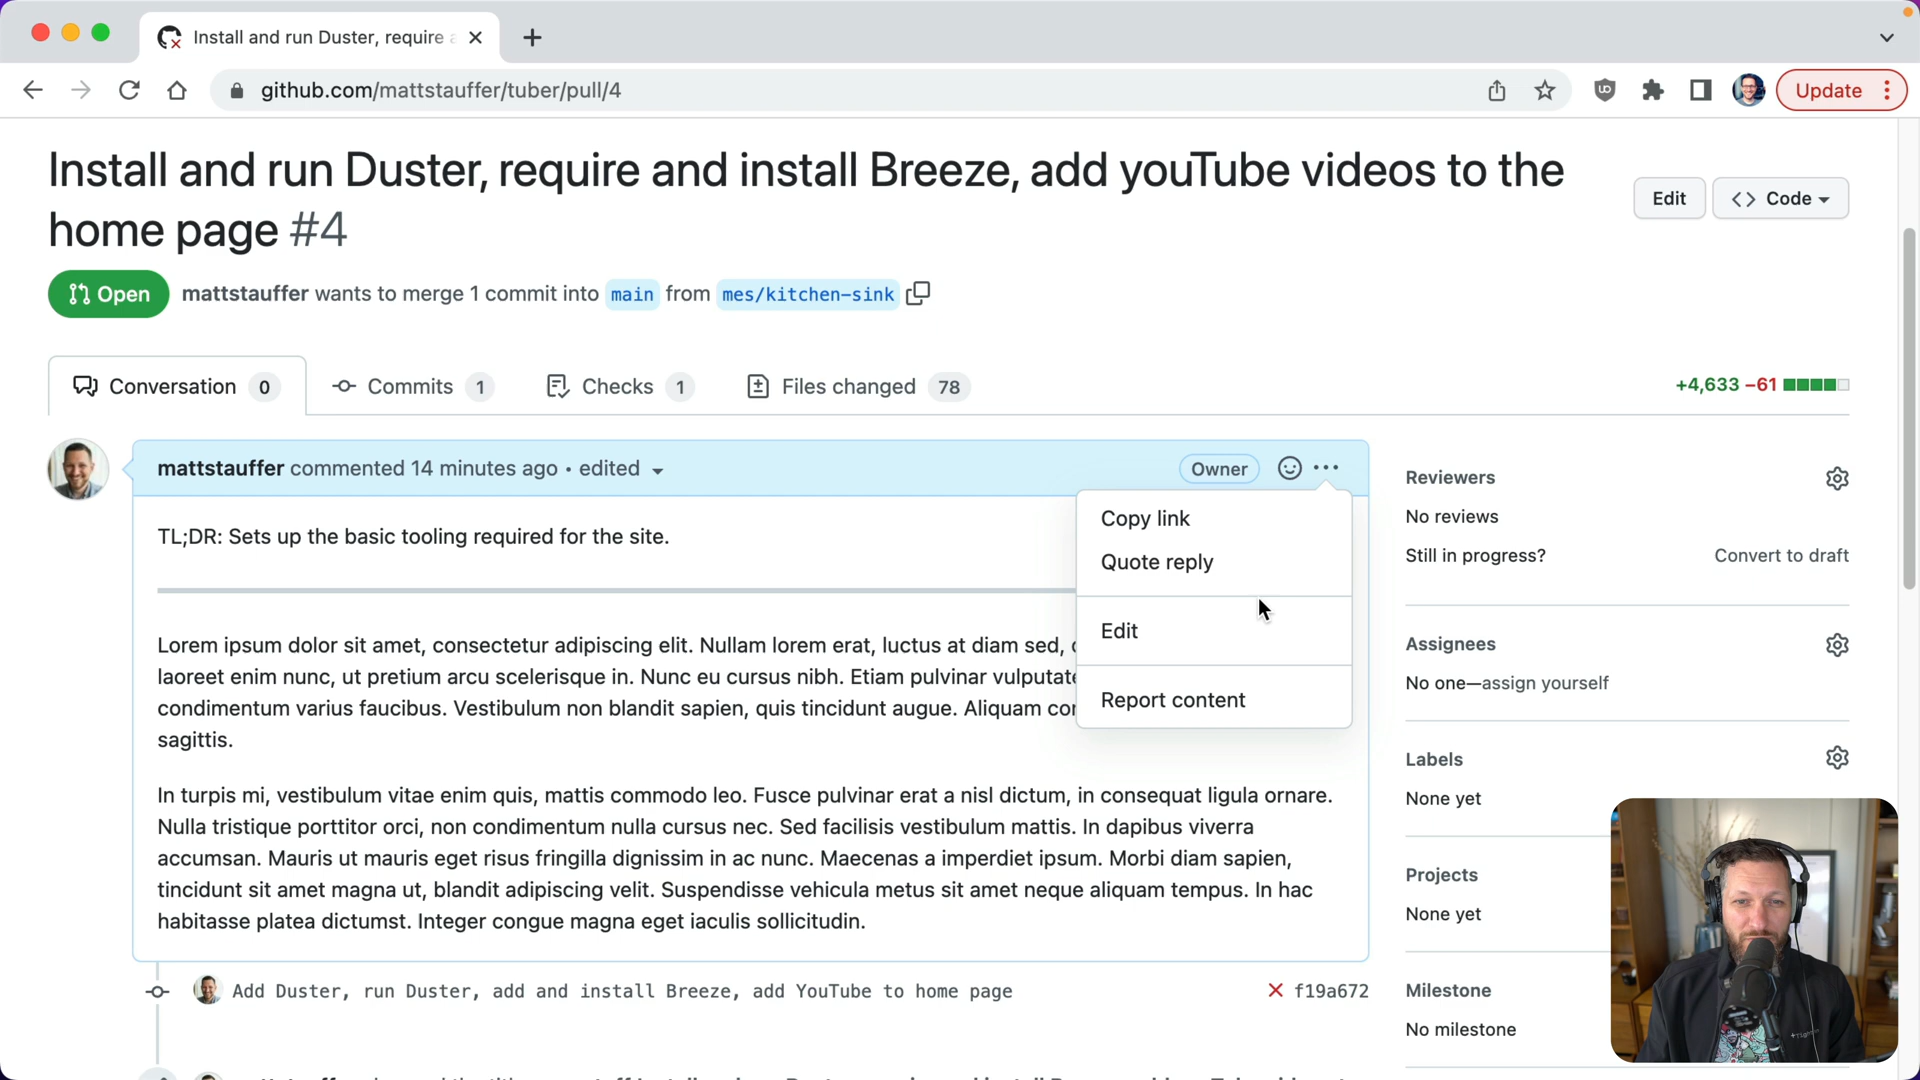 Install and run Duster, require a
github.com/mattstauffer/tuber/pull/4
Update
Install and run Duster, require and install Breeze, add youTube videos to the
home page #4
Edit
Code
Open
mattstauffer wants to merge 1 commit into main from mes/kitchen-sink
Conversation 0
Commits 1
Checks 1
Files changed 78
+4,633 −61
mattstauffer commented 14 minutes ago • edited
Owner
TL;DR: Sets up the basic tooling required for the site.
Copy link
Quote reply
Edit
Report content
Lorem ipsum dolor sit amet, consectetur adipiscing elit. Nullam lorem erat, luctus at diam sed,
laoreet enim nunc, ut pretium arcu scelerisque in. Nunc eu cursus nibh. Etiam pulvinar vulputate
condimentum varius faucibus. Vestibulum non blandit sapien, quis tincidunt augue. Aliquam
sagittis.
In turpis mi, vestibulum vitae enim quis, mattis commodo leo. Fusce pulvinar erat a nisl dictum, in consequat ligula ornare.
Nulla tristique porttitor orci, non condimentum nulla cursus nec. Sed facilisis vestibulum mattis. In dapibus viverra
accumsan. Mauris ut mauris eget risus fringilla dignissim in ac nunc. Maecenas a imperdiet ipsum. Morbi diam sapien,
tincidunt sit amet magna ut, blandit adipiscing velit. Suspendisse vehicula metus sit amet neque aliquam tempus. In hac
habitasse platea dictumst. Integer congue magna eget iaculis sollicitudin.
Add Duster, run Duster, add and install Breeze, add YouTube to home page
f19a672
Reviewers
No reviews
Still in progress? Convert to draft
Assignees
No one—assign yourself
Labels
None yet
Projects
None yet
Milestone
No milestone